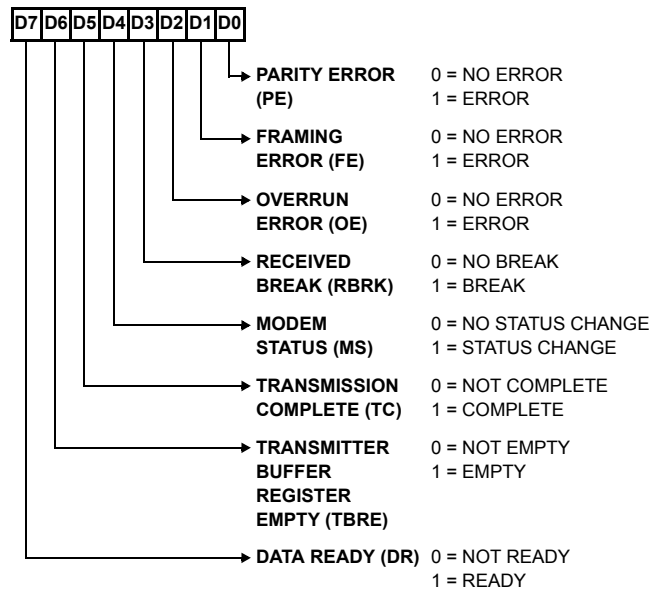 D7 D6 D5 D4 D3 D2 D1 D0
PARITY ERROR 0 = NO ERROR
(PE) 1 = ERROR
FRAMING 0 = NO ERROR
ERROR (FE) 1 = ERROR
OVERRUN 0 = NO ERROR
ERROR (OE) 1 = ERROR
RECEIVED 0 = NO BREAK
BREAK (RBRK) 1 = BREAK
MODEM 0 = NO STATUS CHANGE
STATUS (MS) 1 = STATUS CHANGE
TRANSMISSION 0 = NOT COMPLETE
COMPLETE (TC) 1 = COMPLETE
TRANSMITTER 0 = NOT EMPTY
BUFFER 1 = EMPTY
REGISTER
EMPTY (TBRE)
DATA READY (DR) 0 = NOT READY
1 = READY